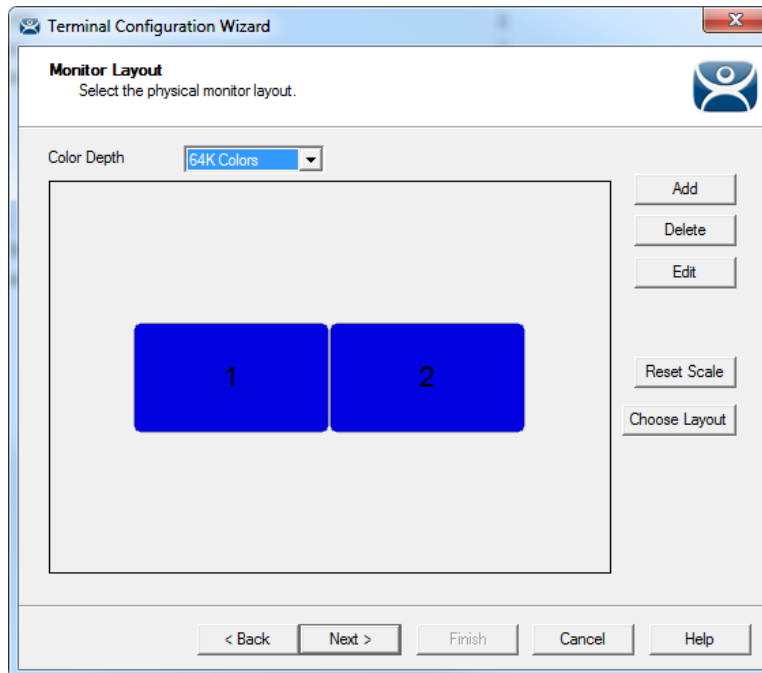 Terminal Configuration Wizard
Monitor Layout
Select the physical monitor layout.
Color Depth
64K Colors
Add
Delete
Edit
1
2
Reset Scale
Choose Layout
< Back
Next >
Finish
Cancel
Help